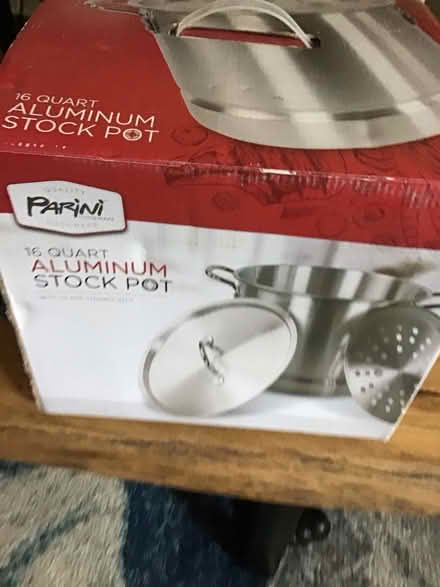 16 QUART
ALUMINUM
STOCK POT
QUALITY
PARINI
COOKWARE
16 QUART
ALUMINUM
STOCK POT